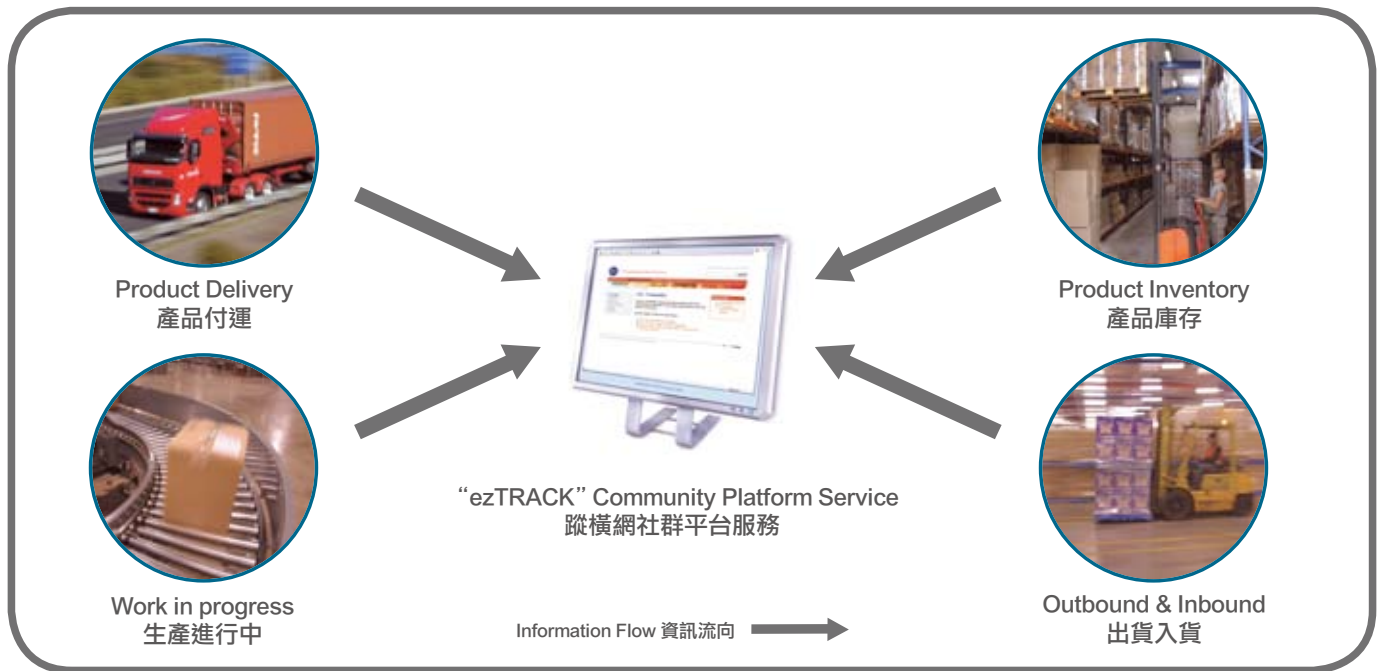 Product Delivery
產品付運
Product Inventory
產品庫存
“ezTRACK” Community Platform Service
蹤橫網社群平台服務
Work in progress
生產進行中
Information Flow 資訊流向
Outbound & Inbound
出貨入貨